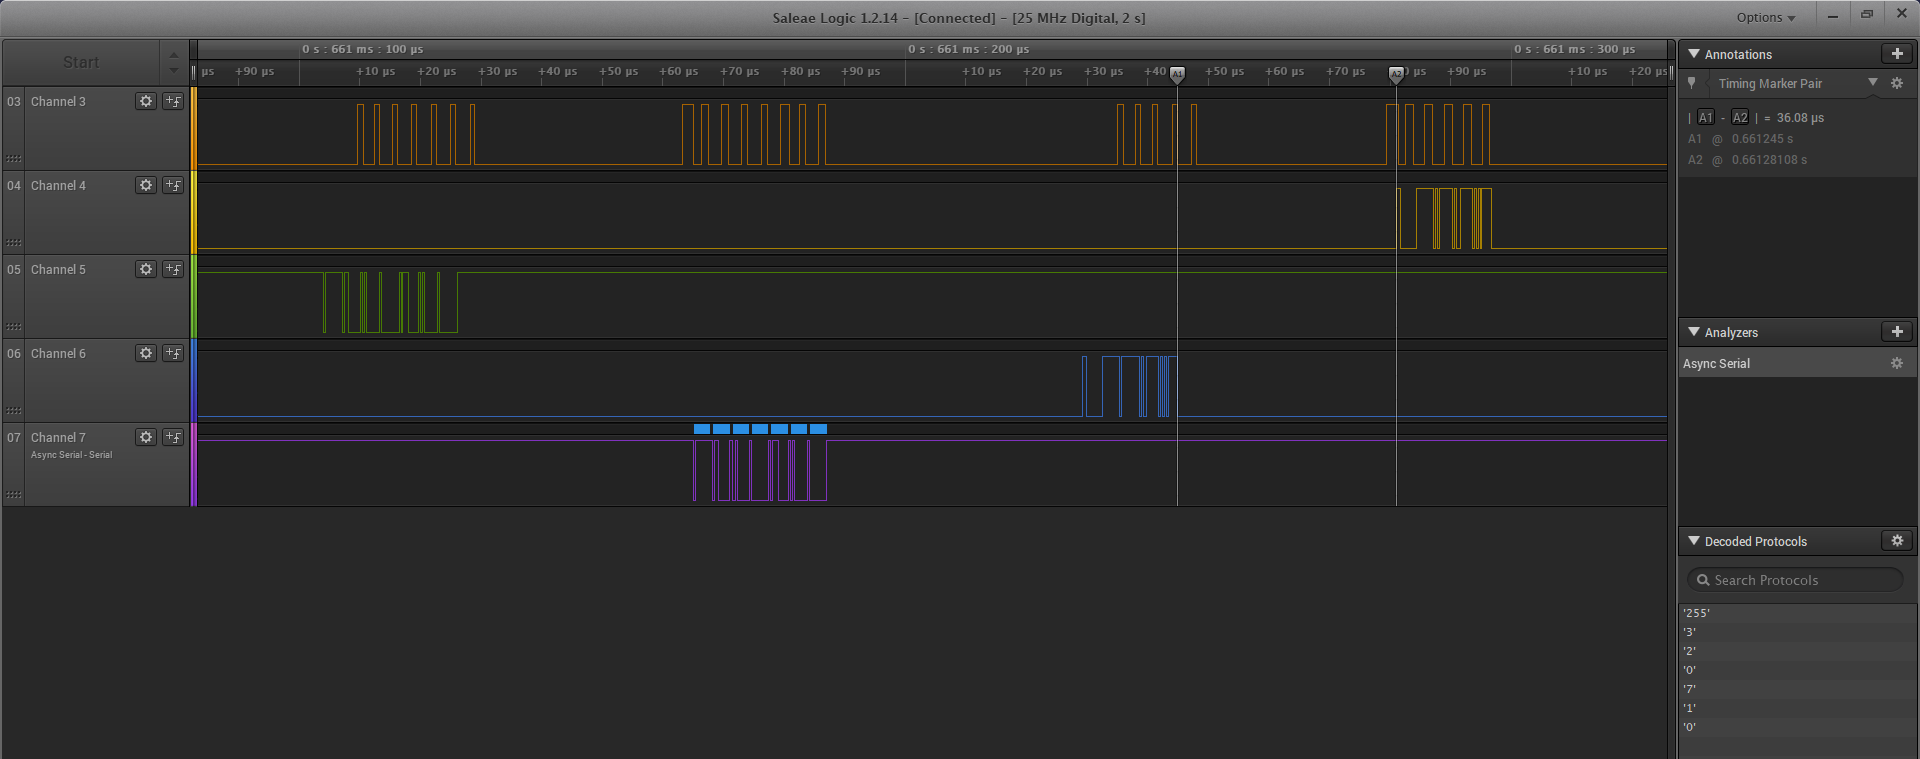 Saleae Logic 1.2.14 - [Connected] - [25 MHz Digital, 2 s]
Options
Start
0 s : 661 ms : 100 µs
0 s : 661 ms : 200 µs
0 s : 661 ms : 300 µs
µs +90 µs +10 µs +20 µs +30 µs +40 µs +50 µs +60 µs +70 µs +80 µs +90 µs +10 µs +20 µs +30 µs +40 A1 +50 µs +60 µs +70 µs A2 µs +90 µs +10 µs +20 µs
03 Channel 3
04 Channel 4
05 Channel 5
06 Channel 6
07 Channel 7
Async Serial - Serial
Annotations
Timing Marker Pair
| A1 - A2 | = 36.08 µs
A1 @ 0.661245 s
A2 @ 0.66128108 s
Analyzers
Async Serial
Decoded Protocols
Search Protocols
'255'
'3'
'2'
'0'
'7'
'1'
'0'